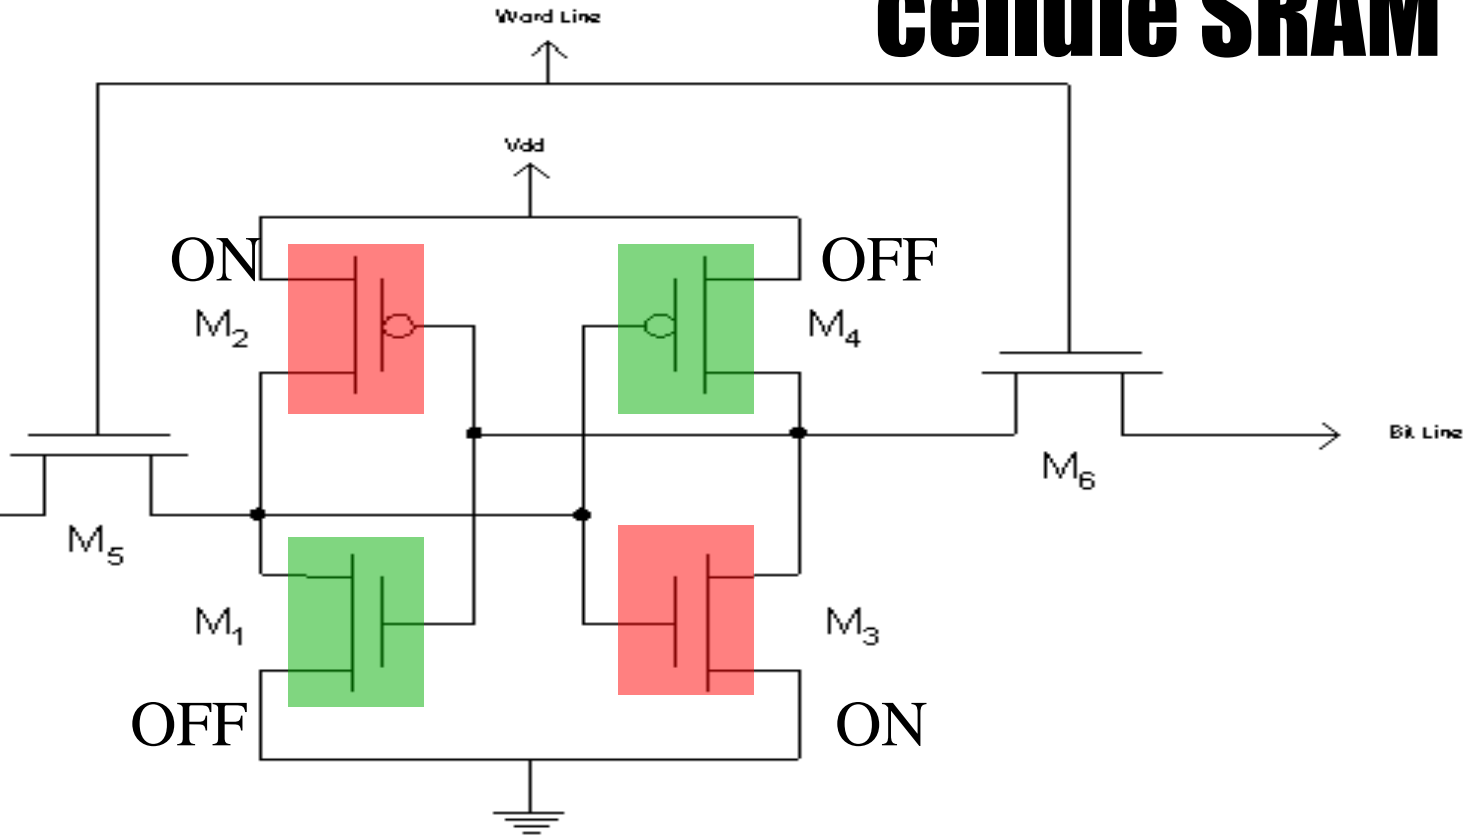 cellule SRAM
Word Line
Vdd
ON
OFF
M2
M4
Bit Line
M6
M5
M1
M3
OFF
ON